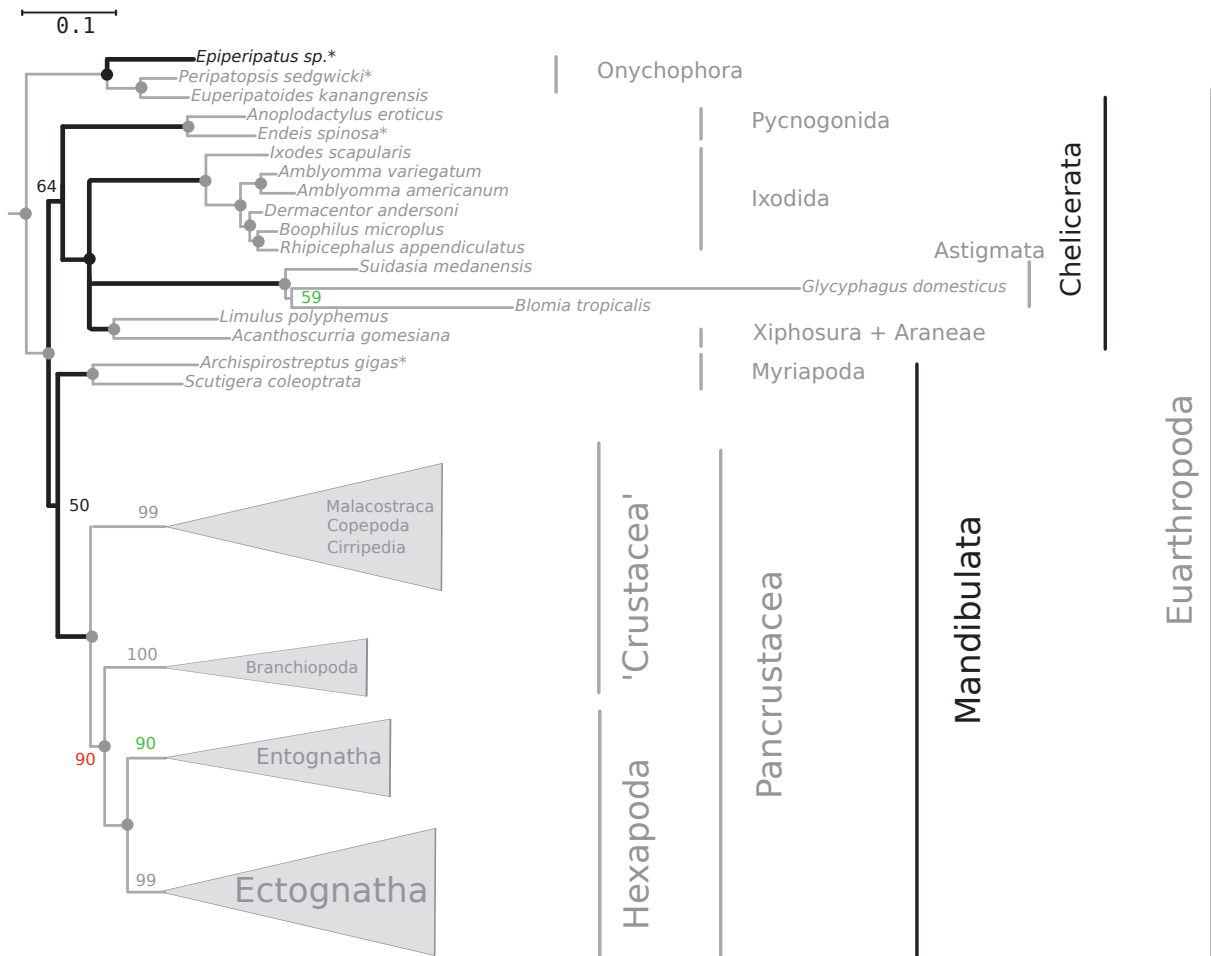 0.1
Epiperipatus sp.*
Peripatopsis sedgwicki*
Euperipatoides kanangrensis
Onychophora
Anoplodactylus eroticus
Endeis spinosa*
Pycnogonida
Ixodes scapularis
Amblyomma variegatum
Amblyomma americanum
Dermacentor andersoni
Boophilus microplus
Rhipicephalus appendiculatus
Ixodida
64
Suidasia medanensis
Glycyphagus domesticus
59
Blomia tropicalis
Astigmata
Limulus polyphemus
Acanthoscurria gomesiana
Xiphosura + Araneae
Chelicerata
Archispirostreptus gigas*
Scutigera coleoptrata
Myriapoda
50
99
Malacostraca
Copepoda
Cirripedia
100
Branchiopoda
'Crustacea'
90
90
Entognatha
99
Ectognatha
Hexapoda
Pancrustacea
Mandibulata
Euarthropoda